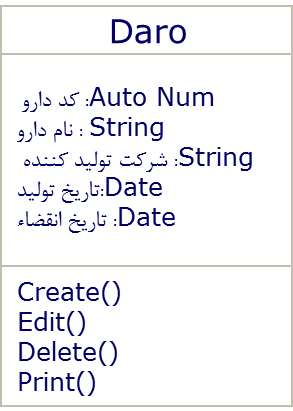 Daro
کد دارو :Auto Num
نام دارو : String
شرکت تولید کننده :String
تاریخ تولید:Date
تاریخ انقضاء :Date
Create()
Edit()
Delete()
Print()